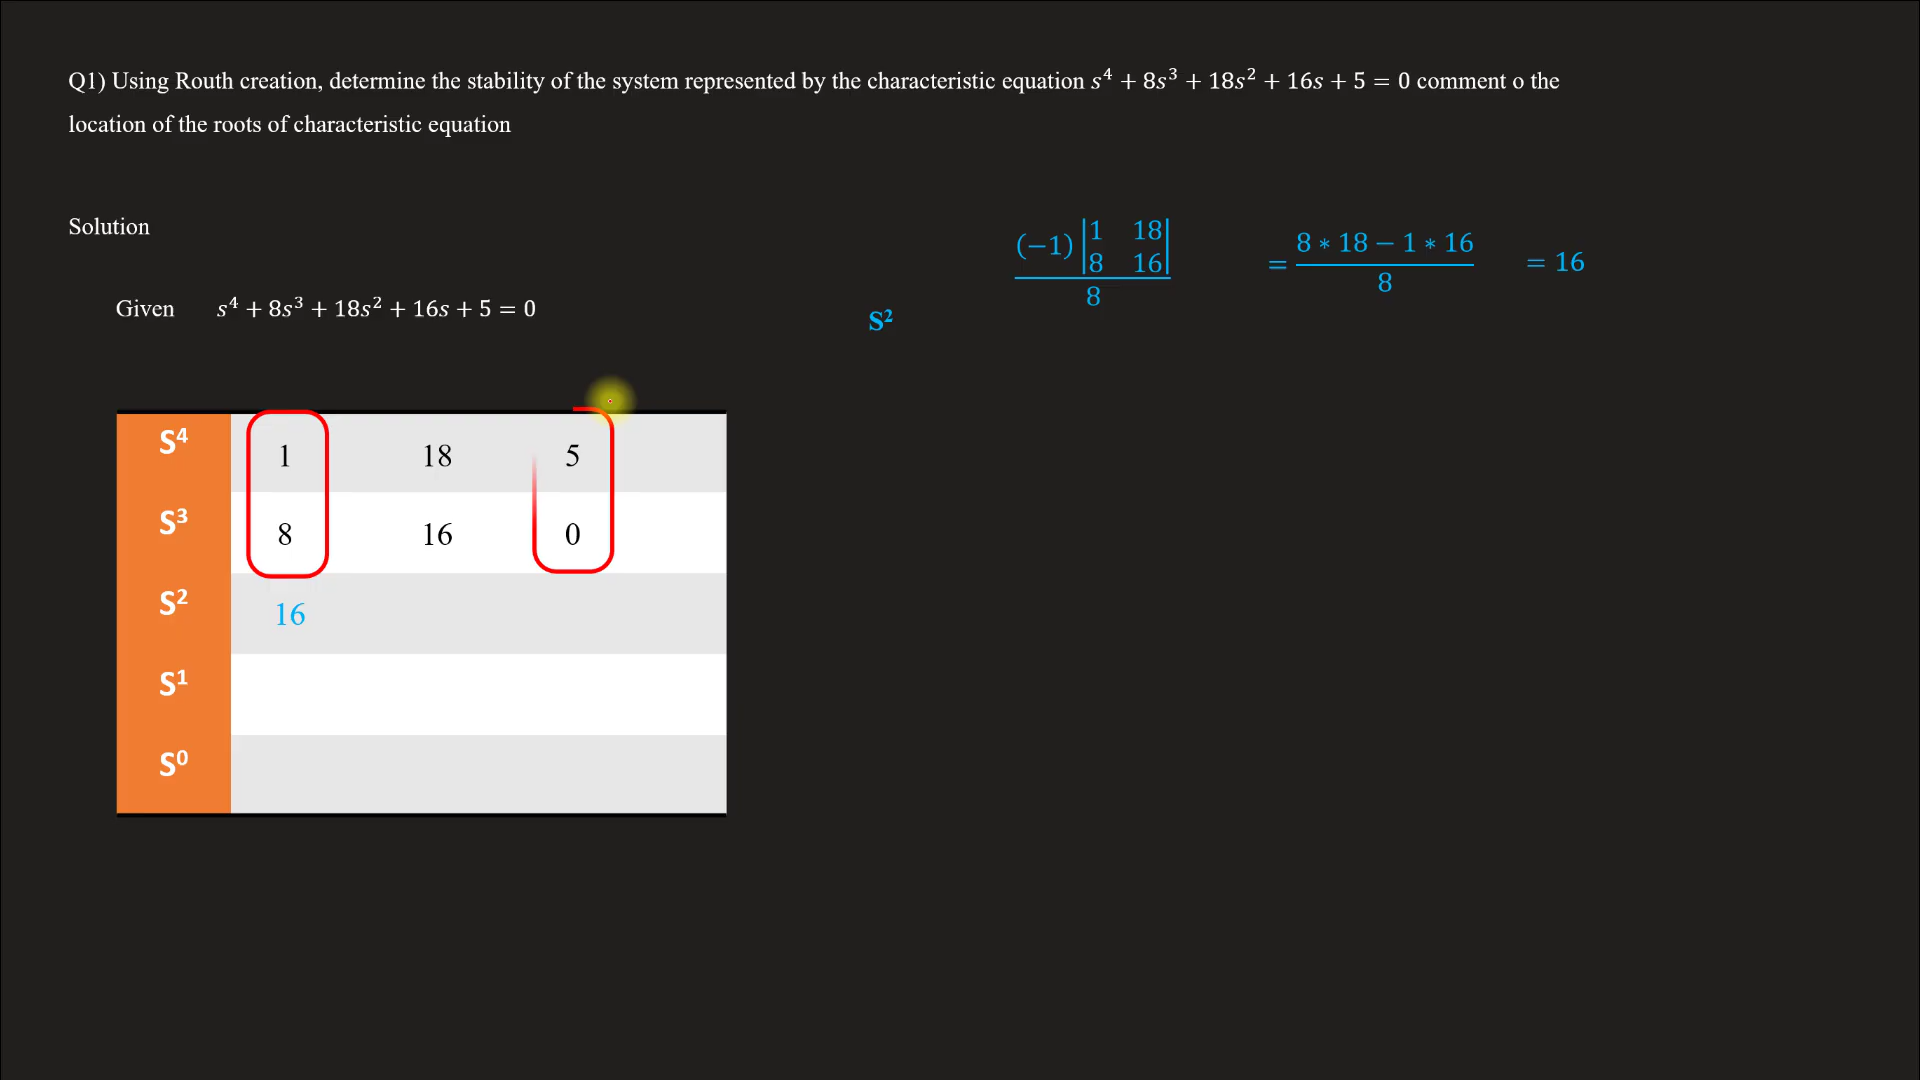 Q1) Using Routh creation, determine the stability of the system represented by the characteristic equation s⁴ + 8s³ + 18s² + 16s + 5 = 0 comment o the
location of the roots of characteristic equation
Solution
Given s⁴ + 8s³ + 18s² + 16s + 5 = 0
S⁴ 1 18 5
S³ 8 16 0
S² 16
S¹
S⁰
S²
(−1) |1 18|
|8 16|
8
= 8 ∗ 18 − 1 ∗ 16
8
= 16